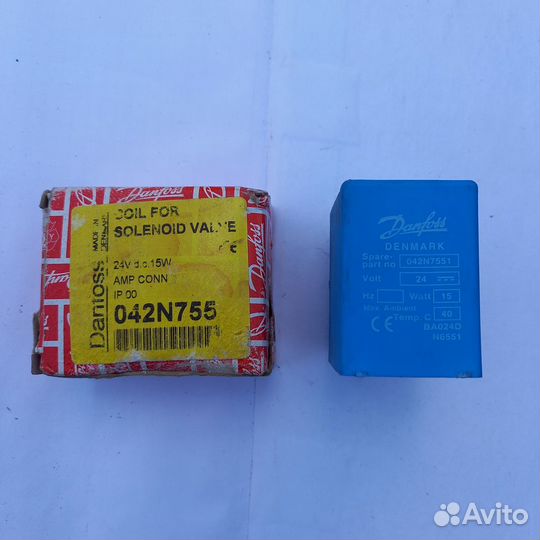 COIL FOR
SOLENOID VALVE
24V d.c.15W
AMP CONN
IP 00
042N755
Danfoss
MADE IN
DENMARK
Danfoss
Danfoss
DENMARK
Spare-
part no 042N7551
Volt 24
Hz Watt 15
Max Ambient
Temp. C 40
CE BA024D
N6551
Avito